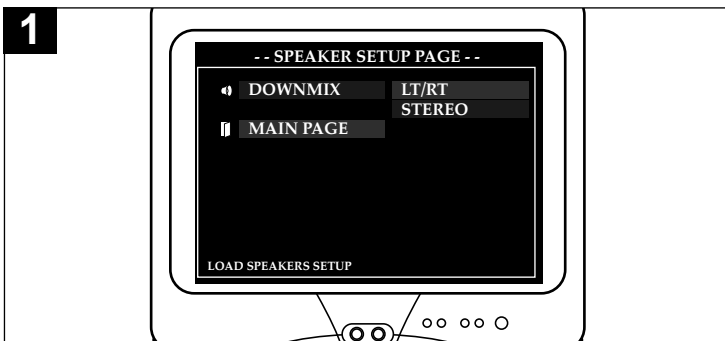 1
- - SPEAKER SETUP PAGE - -
DOWNMIX LT/RT
STEREO
MAIN PAGE
LOAD SPEAKERS SETUP